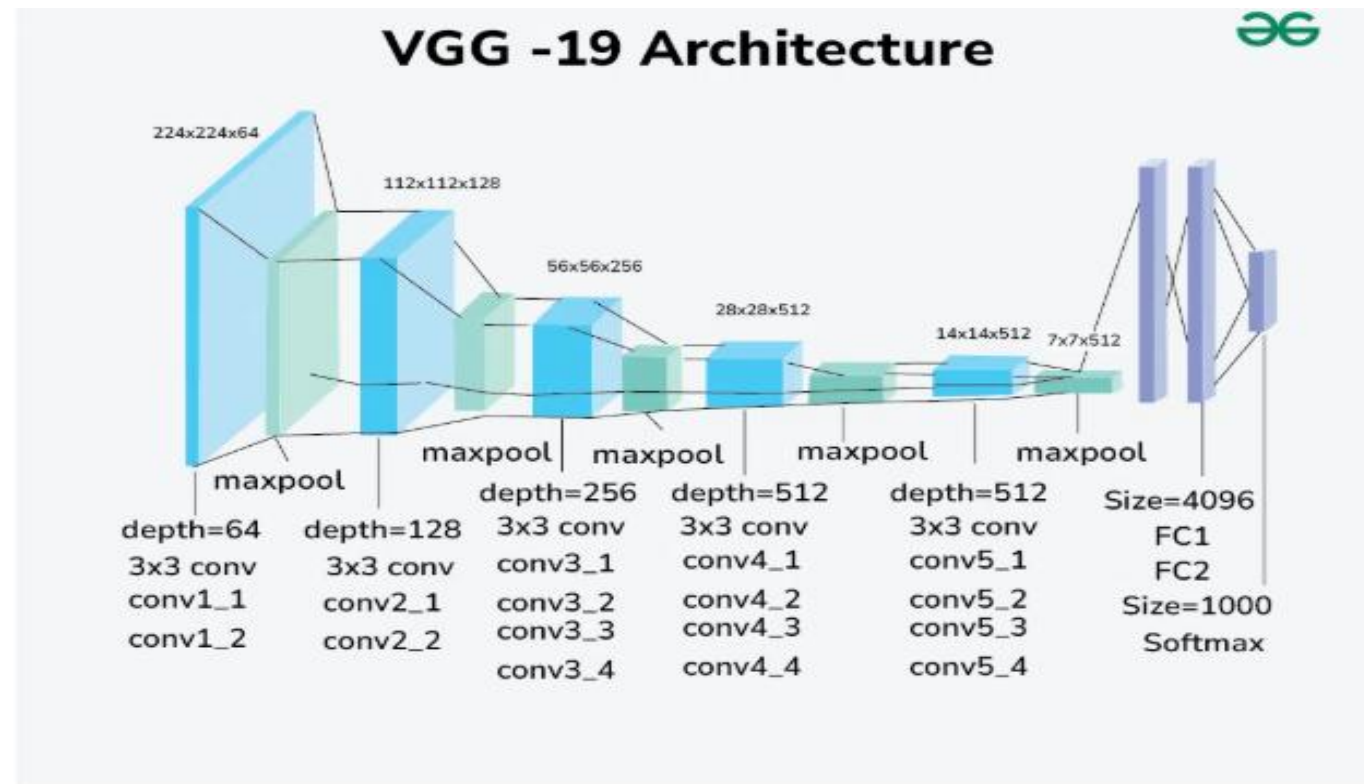 VGG -19 Architecture
224x224x64
112x112x128
56x56x256
28x28x512
14x14x512
7x7x512
maxpool
maxpool
maxpool
maxpool
maxpool
depth=64
3x3 conv
conv1_1
conv1_2
depth=128
3x3 conv
conv2_1
conv2_2
depth=256
3x3 conv
conv3_1
conv3_2
conv3_3
conv3_4
depth=512
3x3 conv
conv4_1
conv4_2
conv4_3
conv4_4
depth=512
3x3 conv
conv5_1
conv5_2
conv5_3
conv5_4
Size=4096
FC1
FC2
Size=1000
Softmax